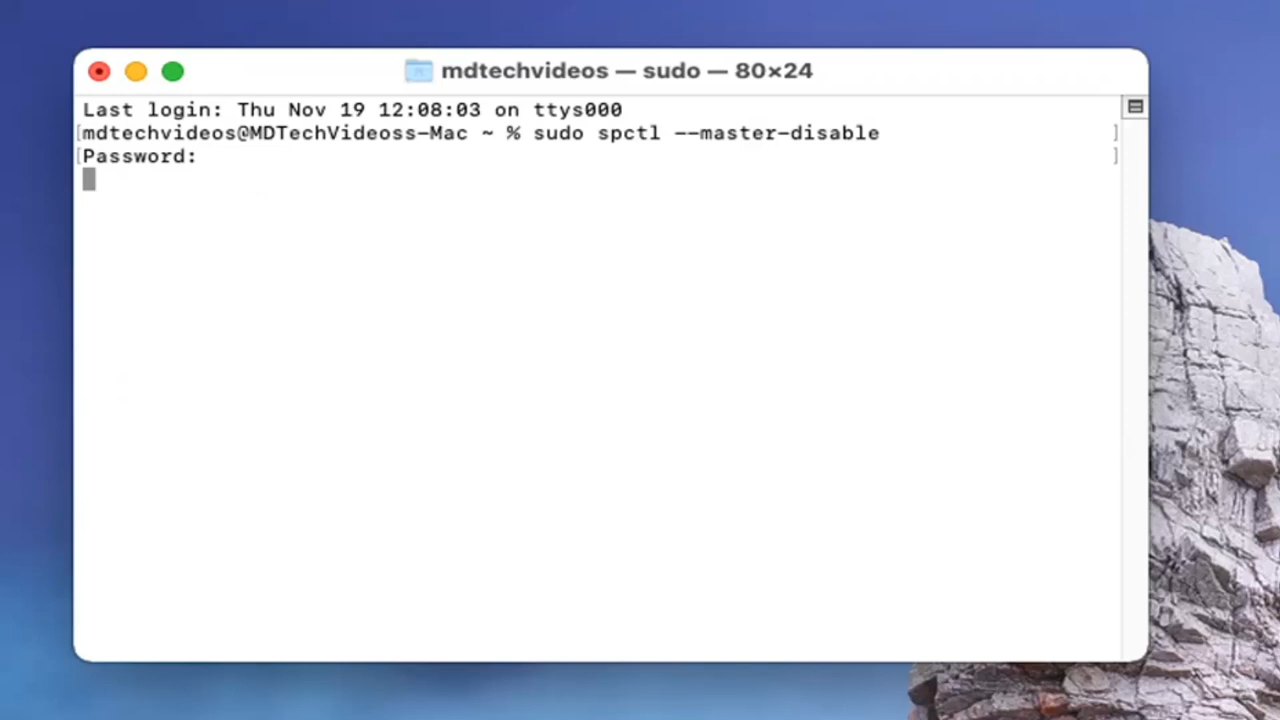 mdtechvideos — sudo — 80×24
Last login: Thu Nov 19 12:08:03 on ttys000
[mdtechvideos@MDTechVideoss-Mac ~ % sudo spctl --master-disable ]
[Password: ]